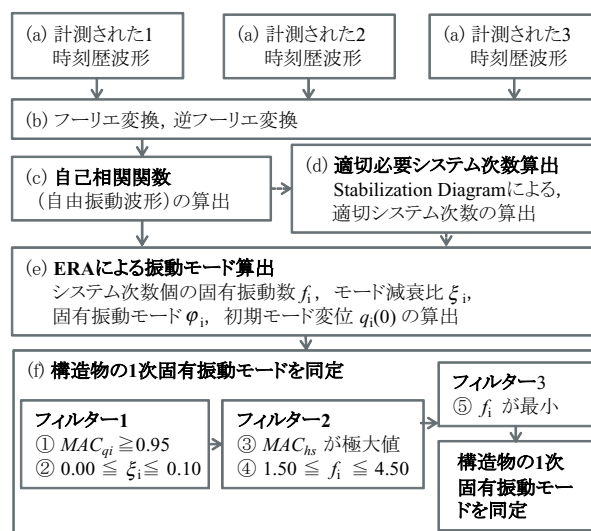 (a) 計測された1
時刻歴波形
(a) 計測された2
時刻歴波形
(a) 計測された3
時刻歴波形
(b) フーリエ変換, 逆フーリエ変換
(c) 自己相関関数
(自由振動波形)の算出
(d) 適切必要システム次数算出
Stabilization Diagramによる,
適切システム次数の算出
(e) ERAによる振動モード算出
システム次数個の固有振動数 fi, モード減衰比 ξi,
固有振動モード φi, 初期モード変位 qi(0) の算出
(f) 構造物の1次固有振動モードを同定
フィルター1
① MACqi ≧0.95
② 0.00 ≦ ξi≦ 0.10
フィルター2
③ MAChs が極大値
④ 1.50 ≦ fi ≦ 4.50
フィルター3
⑤ fi が最小
構造物の1次
固有振動モー
ドを同定